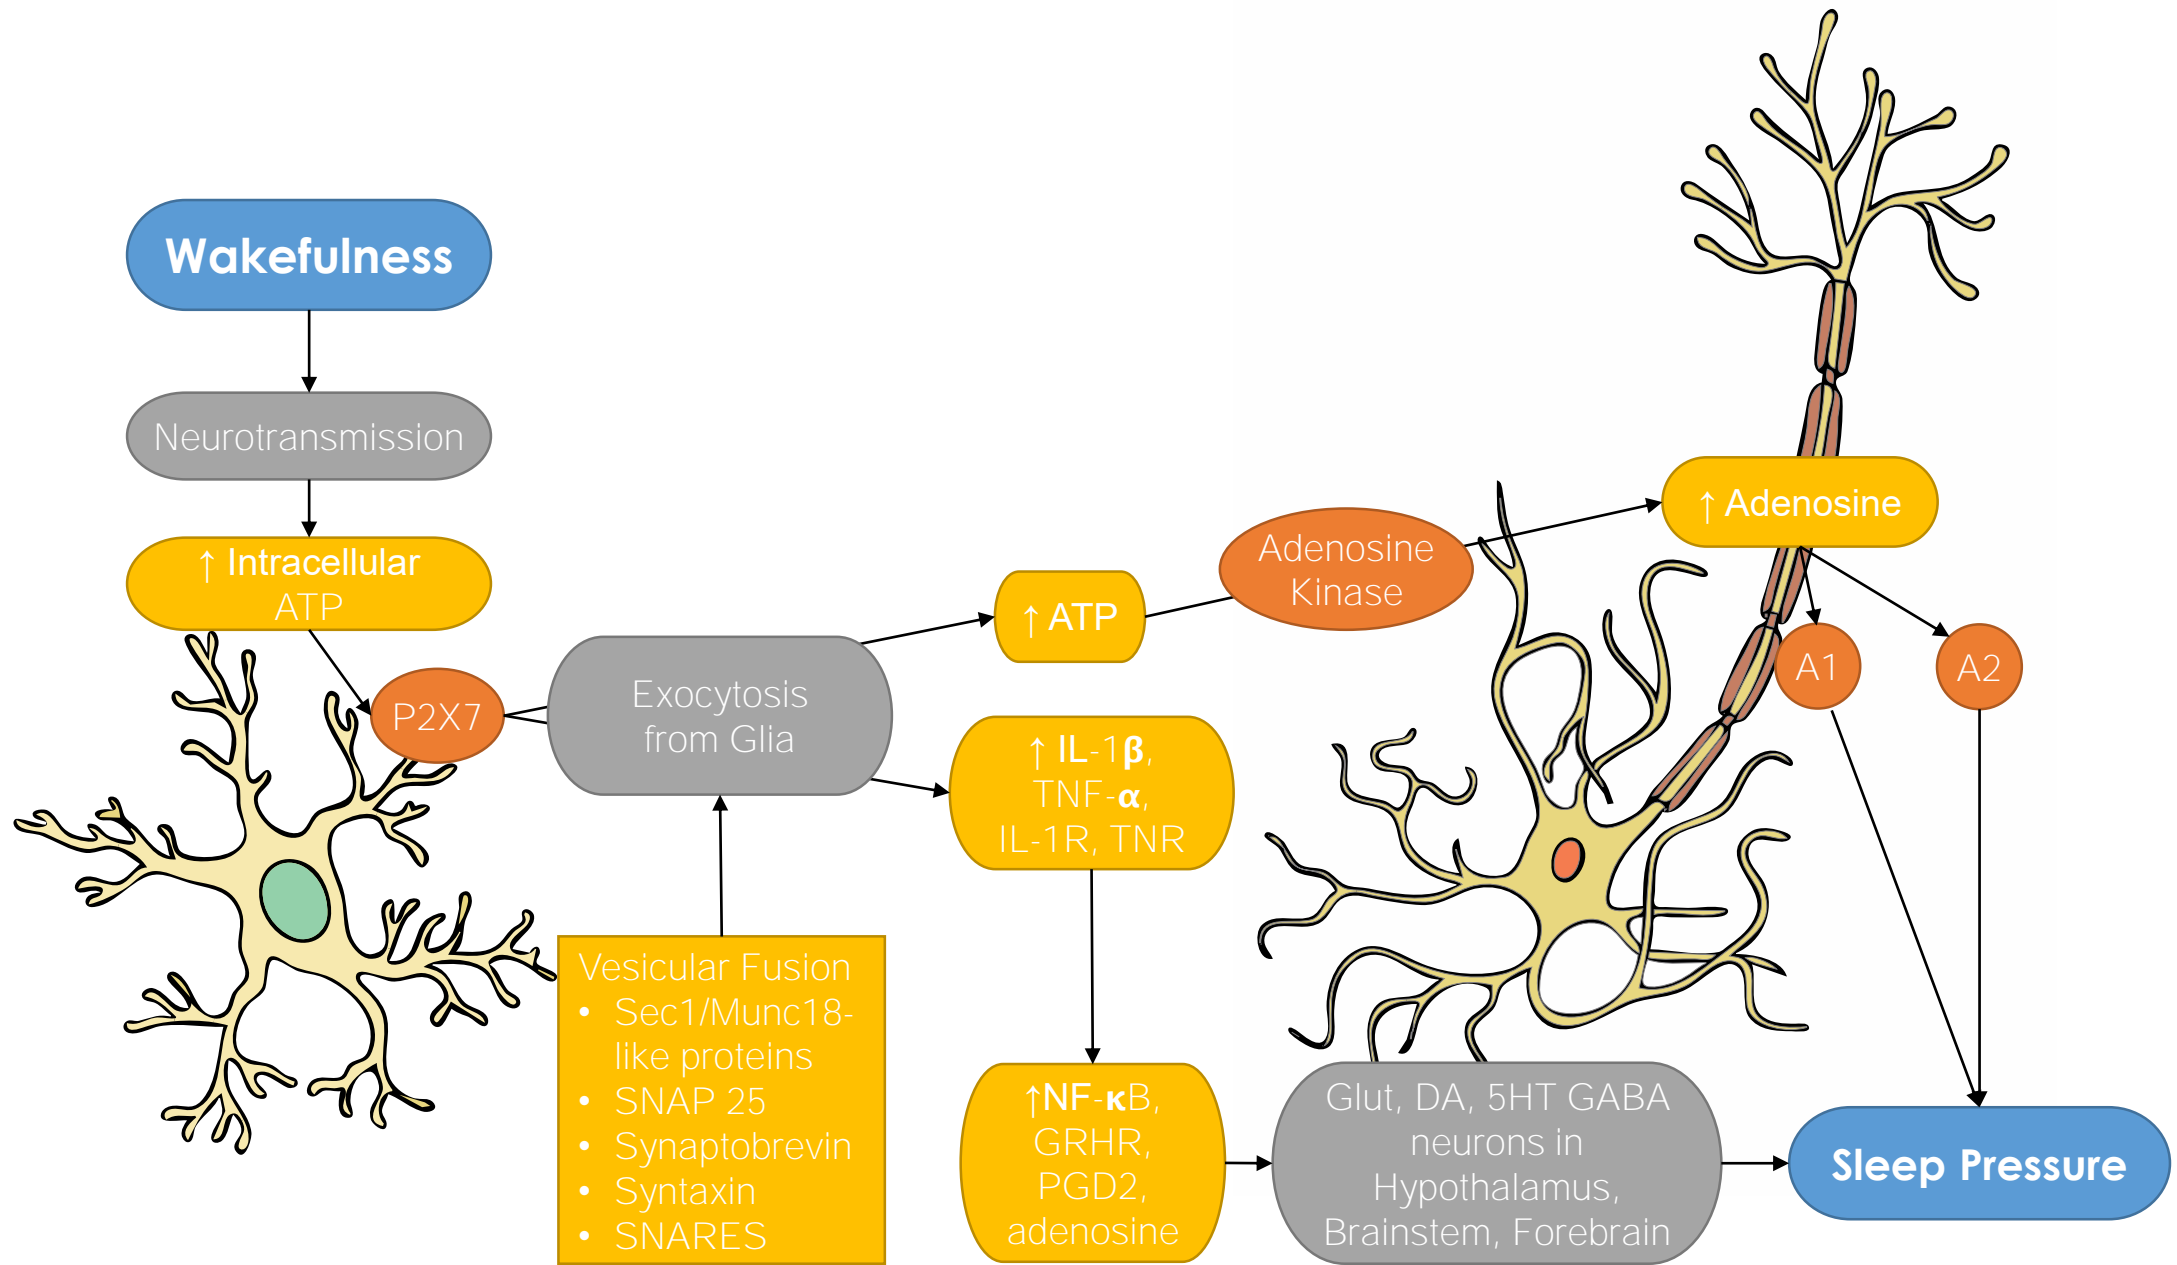 Wakefulness
Neurotransmission
↑ Intracellular
ATP
P2X7
Exocytosis
from Glia
Vesicular Fusion
• Sec1/Munc18-
like proteins
• SNAP 25
• Synaptobrevin
• Syntaxin
• SNARES
↑ ATP
Adenosine
Kinase
↑ Adenosine
A1
A2
↑ IL-1β,
TNF-α,
IL-1R, TNR
↑NF-κB,
GRHR,
PGD2,
adenosine
Glut, DA, 5HT GABA
neurons in
Hypothalamus,
Brainstem, Forebrain
Sleep Pressure